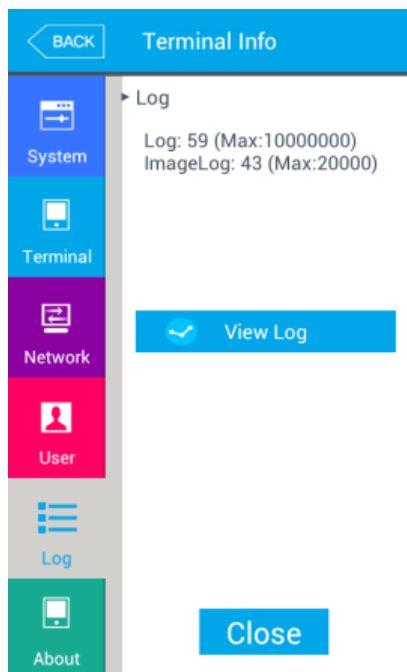 BACK
Terminal Info
System
Terminal
Network
User
Log
About
Log
Log: 59 (Max:10000000)
ImageLog: 43 (Max:20000)
View Log
Close